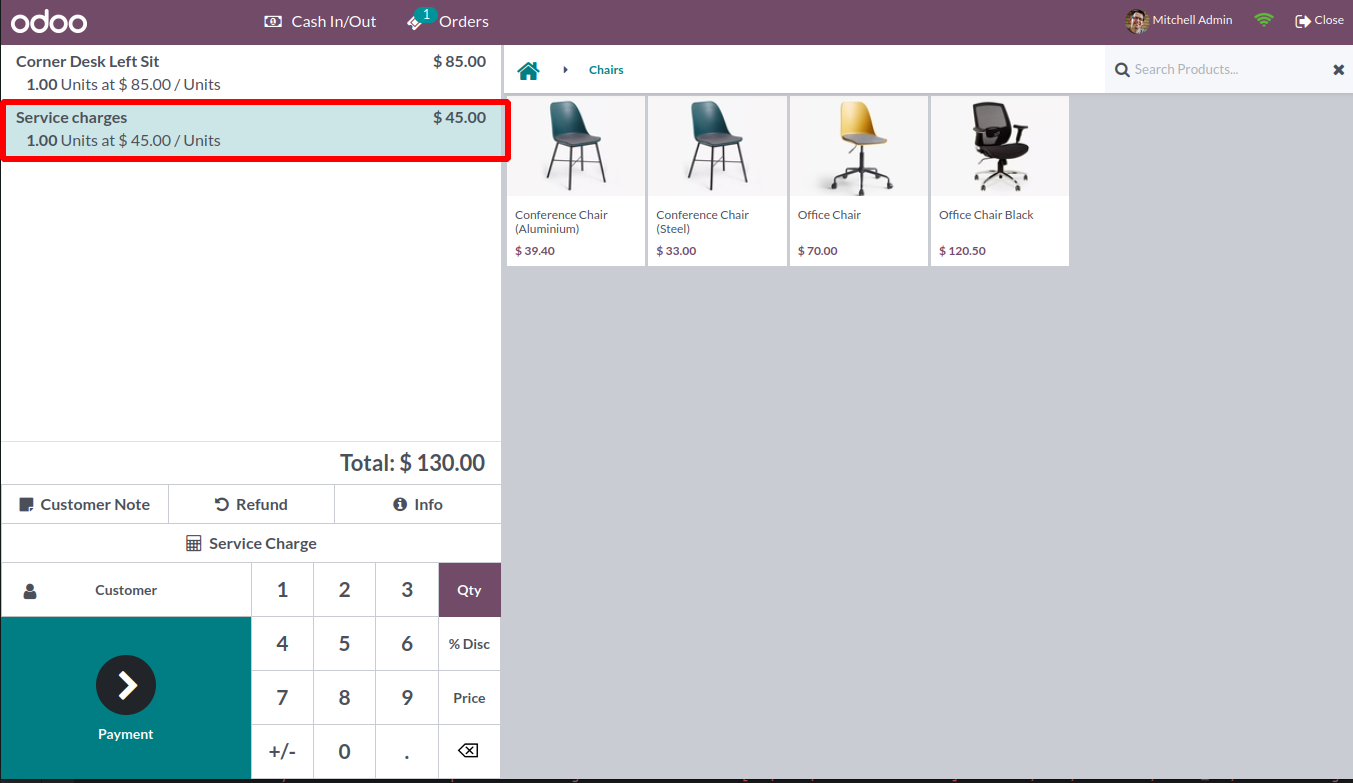 odoo
Cash In/Out
1
Orders
Mitchell Admin
Close
Corner Desk Left Sit $ 85.00
1.00 Units at $ 85.00 / Units
Service charges $ 45.00
1.00 Units at $ 45.00 / Units
Total: $ 130.00
Customer Note
Refund
Info
Service Charge
Customer
1 2 3 Qty
4 5 6 % Disc
7 8 9 Price
+/- 0 .
Payment
Chairs
Search Products...
Conference Chair
(Aluminium)
$ 39.40
Conference Chair
(Steel)
$ 33.00
Office Chair
$ 70.00
Office Chair Black
$ 120.50